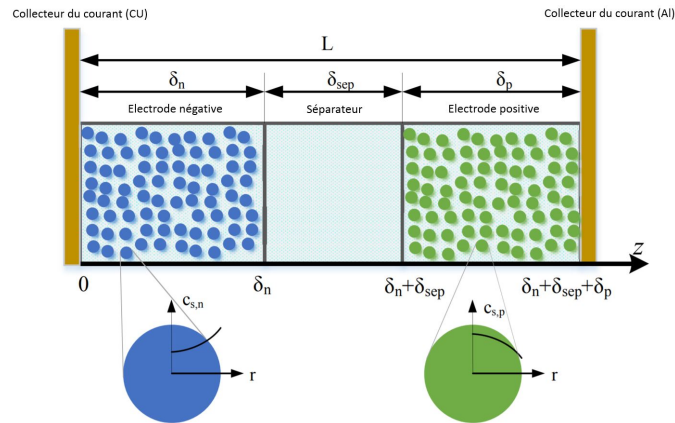 Collecteur du courant (CU)
Collecteur du courant (Al)
L
δn
δsep
δp
Electrode négative
Séparateur
Electrode positive
z
0
δn
δn+δsep
δn+δsep+δp
cs,n
r
cs,p
r